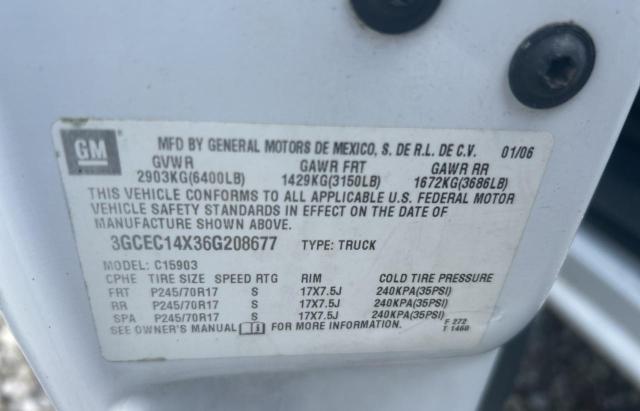 GM
MFD BY GENERAL MOTORS DE MEXICO, S. DE R.L. DE C.V. 01/06
GVWR GAWR FRT GAWR RR
2903KG(6400LB) 1429KG(3150LB) 1672KG(3686LB)
THIS VEHICLE CONFORMS TO ALL APPLICABLE U.S. FEDERAL MOTOR
VEHICLE SAFETY STANDARDS IN EFFECT ON THE DATE OF
MANUFACTURE SHOWN ABOVE.
3GCEC14X36G208677 TYPE: TRUCK
MODEL: C15903
CPHE TIRE SIZE SPEED RTG RIM COLD TIRE PRESSURE
FRT P245/70R17 S 17X7.5J 240KPA(35PSI)
RR P245/70R17 S 17X7.5J 240KPA(35PSI)
SPA P245/70R17 S 17X7.5J 240KPA(35PSI)
SEE OWNER'S MANUAL FOR MORE INFORMATION. F 272
T 1460